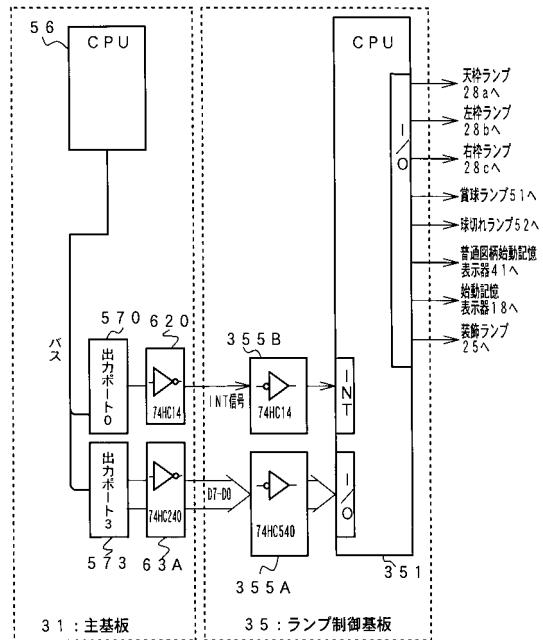 56
CPU
CPU
I/O
天枠ランプ
28aへ
左枠ランプ
28bへ
右枠ランプ
28cへ
賞球ランプ51へ
球切れランプ52へ
普通図柄始動記憶
表示器41へ
始動記憶
表示器18へ
装飾ランプ
25へ
バス
570
出力ポート0
620
74HC14
INT信号
355B
74HC14
INT
出力ポート3
573
74HC240
63A
D7~D0
74HC540
355A
I/O
351
31:主基板
35:ランプ制御基板